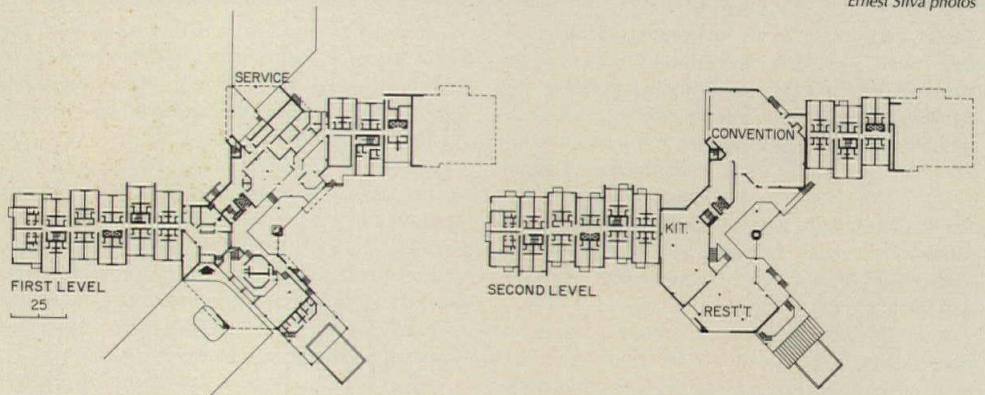 Ernest Silva photos
SERVICE
FIRST LEVEL
25
CONVENTION
KIT.
REST'T.
SECOND LEVEL